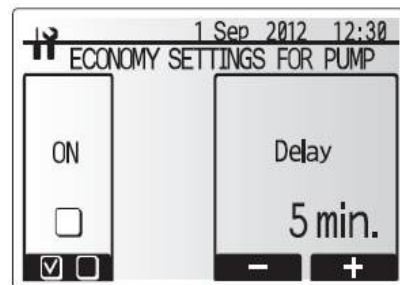 1 Sep 2012 12:30
ECONOMY SETTINGS FOR PUMP
ON
Delay
5 min.
- +